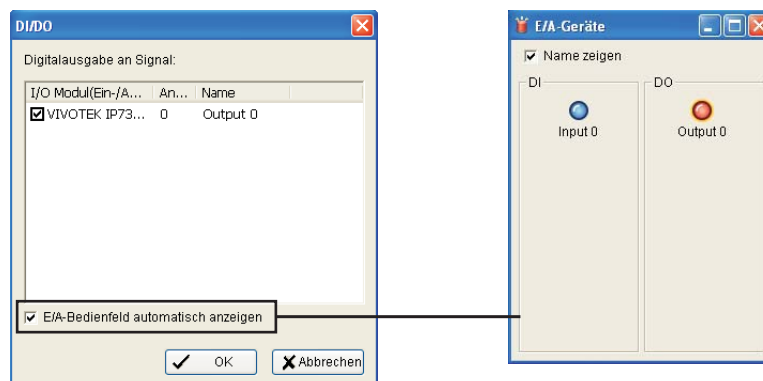 DI/DO
Digitalausgabe an Signal:
I/O Modul(Ein-/A... An... Name
VIVOTEK IP73... 0 Output 0
E/A-Bedienfeld automatisch anzeigen
OK Abbrechen
E/A-Geräte
Name zeigen
DI DO
Input 0 Output 0